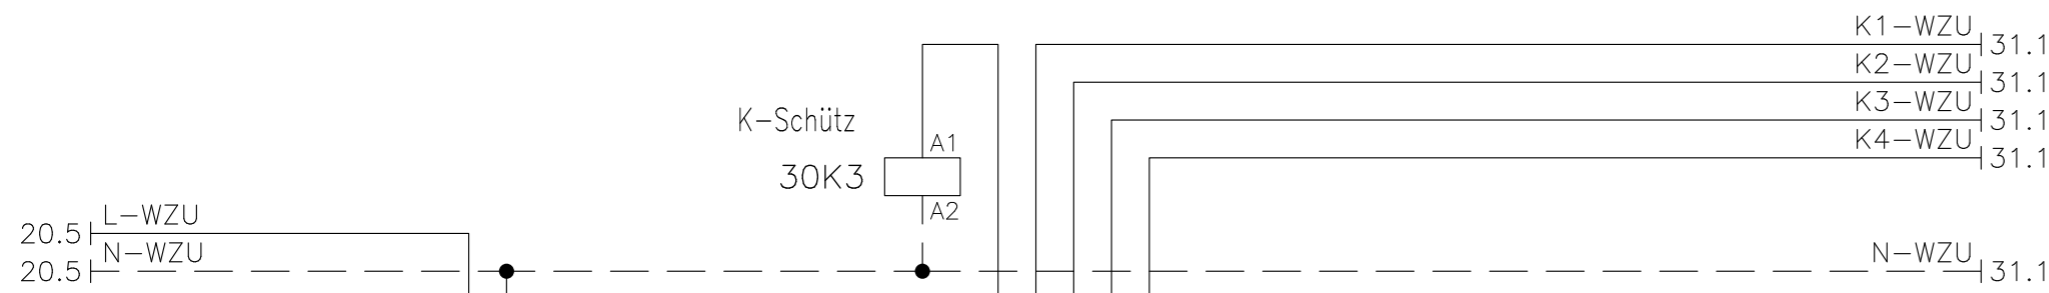 K1-WZU 31.1
K2-WZU 31.1
K3-WZU 31.1
K4-WZU 31.1
K-Schütz
A1
30K3
A2
20.5 L-WZU
20.5 N-WZU
N-WZU 31.1